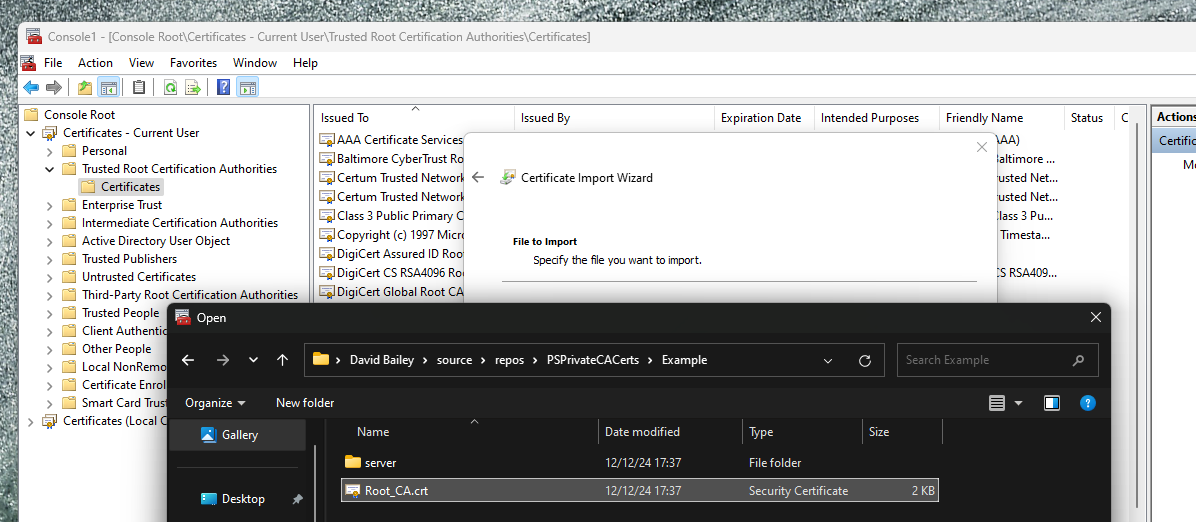 Console1 - [Console Root\Certificates - Current User\Trusted Root Certification Authorities\Certificates]
File Action View Favorites Window Help
Console Root
Certificates - Current User
Personal
Trusted Root Certification Authorities
Certificates
Enterprise Trust
Intermediate Certification Authorities
Active Directory User Object
Trusted Publishers
Untrusted Certificates
Third-Party Root Certification Authorities
Trusted People
Client Authentic
Other People
Local NonRemo
Certificate Enrol
Smart Card Trust
Certificates (Local C
Issued To Issued By Expiration Date Intended Purposes Friendly Name Status C
AAA Certificate Services AAA)
Baltimore CyberTrust Ro Baltimore ...
Certum Trusted Network Trusted Net...
Certum Trusted Network Trusted Net...
Class 3 Public Primary C Class 3 Pu...
Copyright (c) 1997 Micro Timesta...
DigiCert Assured ID Roo
DigiCert CS RSA4096 Ro CS RSA409...
DigiCert Global Root CA
Actions
Certific
Mo
Certificate Import Wizard
File to Import
Specify the file you want to import.
Open
David Bailey source repos PSPrivateCACerts Example
Search Example
Organize New folder
Gallery
Desktop
Name Date modified Type Size
server 12/12/24 17:37 File folder
Root_CA.crt 12/12/24 17:37 Security Certificate 2 KB